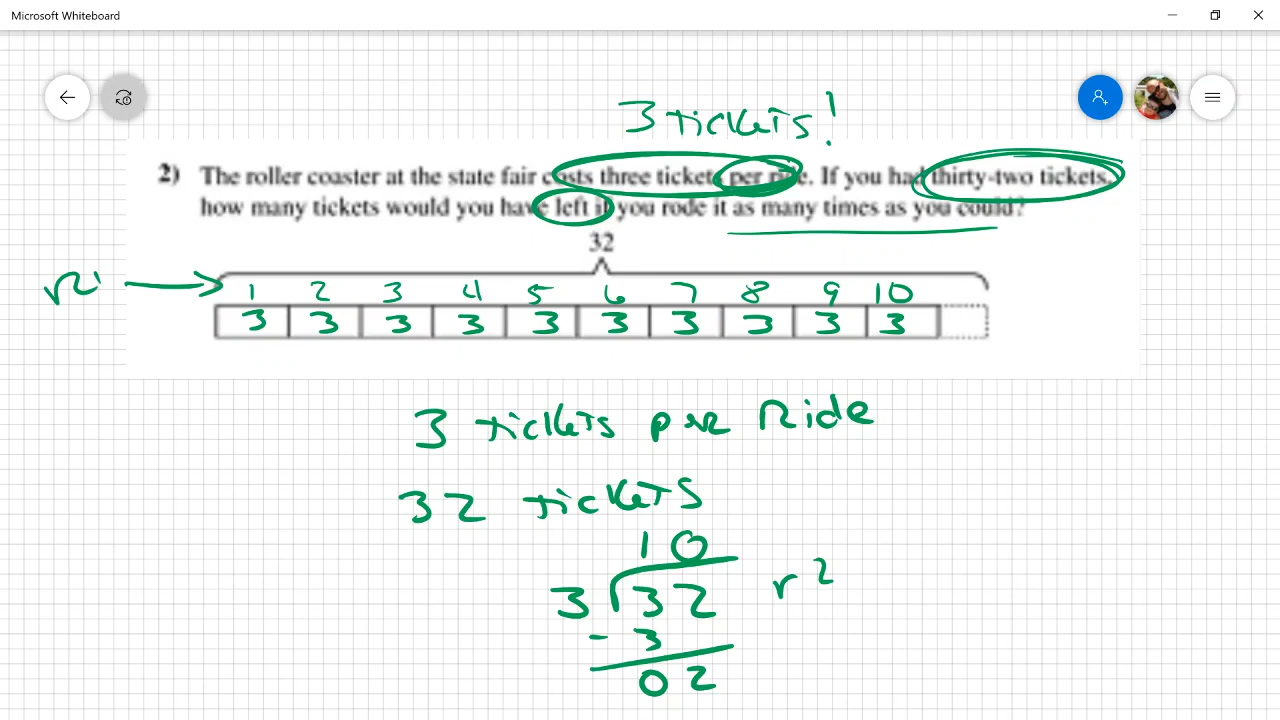 Microsoft Whiteboard
3 tickets!
2) The roller coaster at the state fair costs three tickets per ride. If you had thirty-two tickets,
how many tickets would you have left if you rode it as many times as you could?
32
1 2 3 4 5 6 7 8 9 10
3 3 3 3 3 3 3 3 3 3
3 tickets per Ride
32 tickets
10
3 32 r2
- 3
02